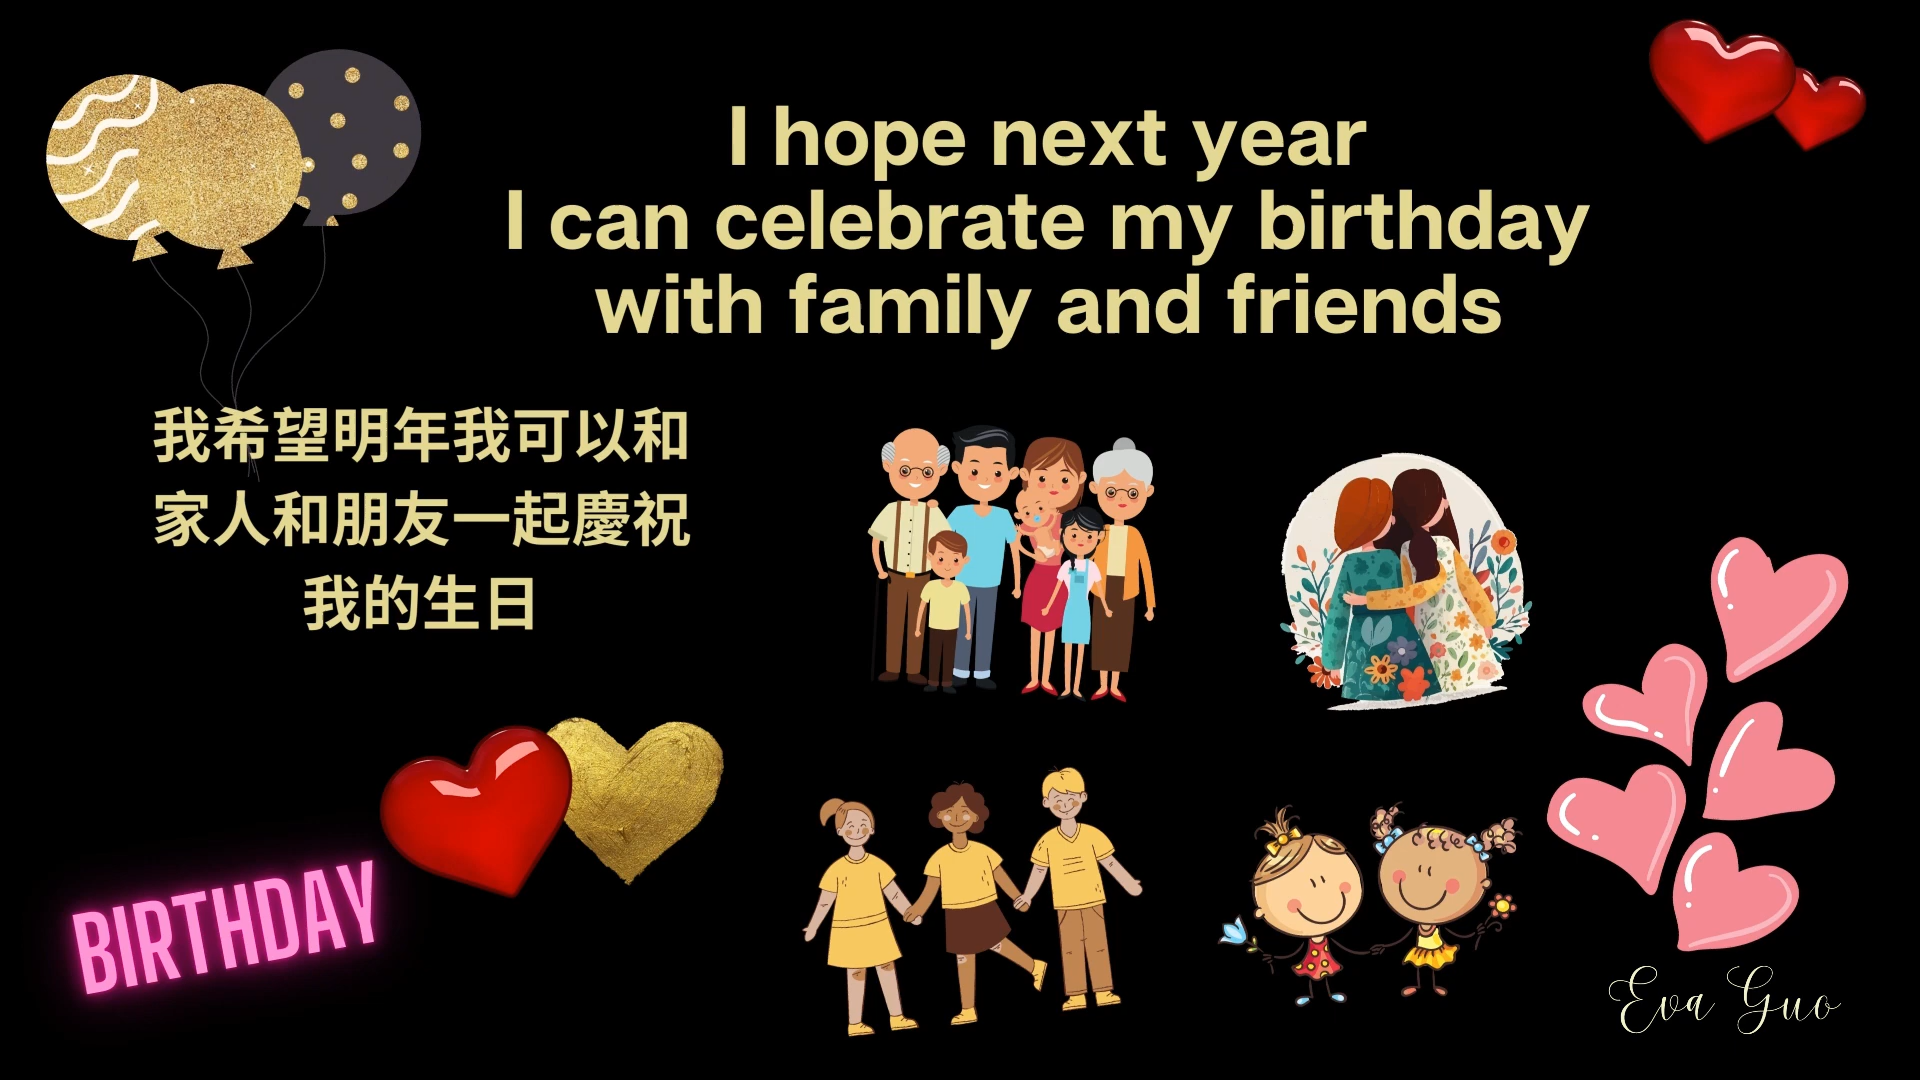 I hope next year
I can celebrate my birthday
with family and friends
我希望明年我可以和
家人和朋友一起慶祝
我的生日
BIRTHDAY
Eva Guo